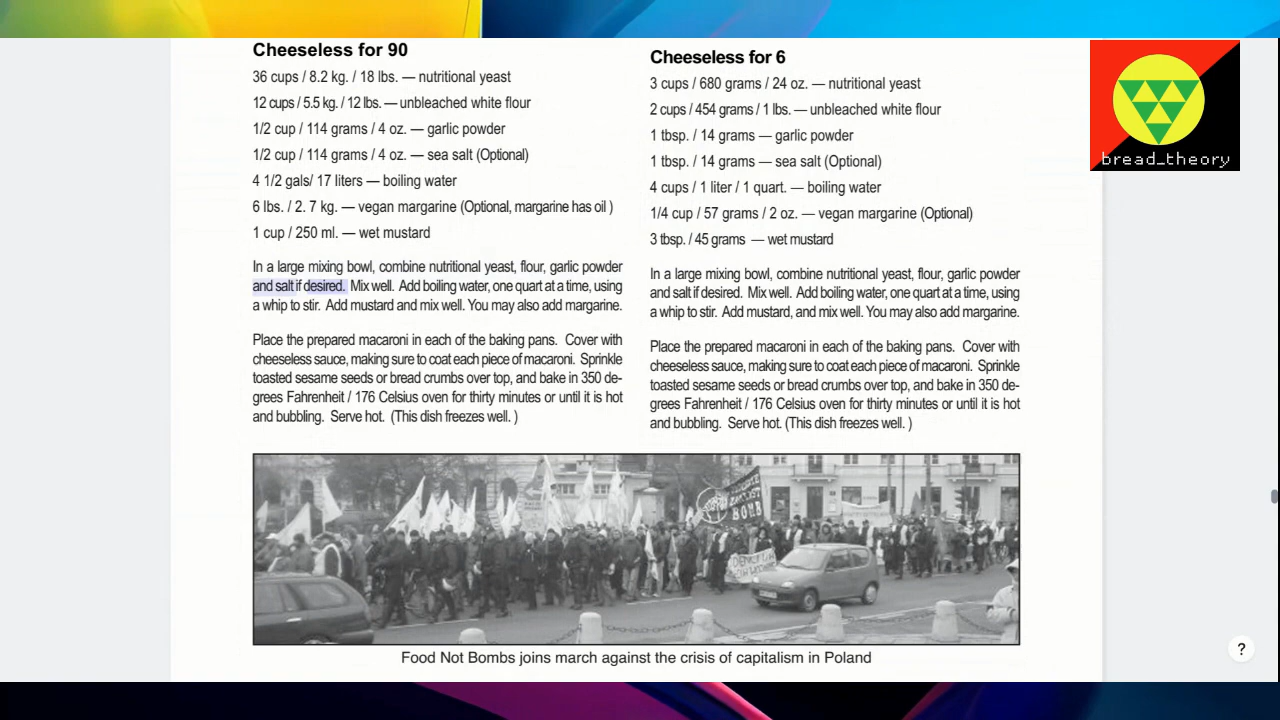 Cheeseless for 90
36 cups / 8.2 kg. / 18 lbs. — nutritional yeast
12 cups / 5.5 kg. / 12 lbs. — unbleached white flour
1/2 cup / 114 grams / 4 oz. — garlic powder
1/2 cup / 114 grams / 4 oz. — sea salt (Optional)
4 1/2 gals/ 17 liters — boiling water
6 lbs. / 2. 7 kg. — vegan margarine (Optional, margarine has oil )
1 cup / 250 ml. — wet mustard
In a large mixing bowl, combine nutritional yeast, flour, garlic powder
and salt if desired. Mix well. Add boiling water, one quart at a time, using
a whip to stir. Add mustard and mix well. You may also add margarine.
Place the prepared macaroni in each of the baking pans. Cover with
cheeseless sauce, making sure to coat each piece of macaroni. Sprinkle
toasted sesame seeds or bread crumbs over top, and bake in 350 de-
grees Fahrenheit / 176 Celsius oven for thirty minutes or until it is hot
and bubbling. Serve hot. (This dish freezes well. )
Cheeseless for 6
3 cups / 680 grams / 24 oz. — nutritional yeast
2 cups / 454 grams / 1 lbs. — unbleached white flour
1 tbsp. / 14 grams — garlic powder
1 tbsp. / 14 grams — sea salt (Optional)
4 cups / 1 liter / 1 quart. — boiling water
1/4 cup / 57 grams / 2 oz. — vegan margarine (Optional)
3 tbsp. / 45 grams — wet mustard
In a large mixing bowl, combine nutritional yeast, flour, garlic powder
and salt if desired. Mix well. Add boiling water, one quart at a time, using
a whip to stir. Add mustard, and mix well. You may also add margarine.
Place the prepared macaroni in each of the baking pans. Cover with
cheeseless sauce, making sure to coat each piece of macaroni. Sprinkle
toasted sesame seeds or bread crumbs over top, and bake in 350 de-
grees Fahrenheit / 176 Celsius oven for thirty minutes or until it is hot
and bubbling. Serve hot. (This dish freezes well. )
bread_theory
BOMB
Food Not Bombs joins march against the crisis of capitalism in Poland
?